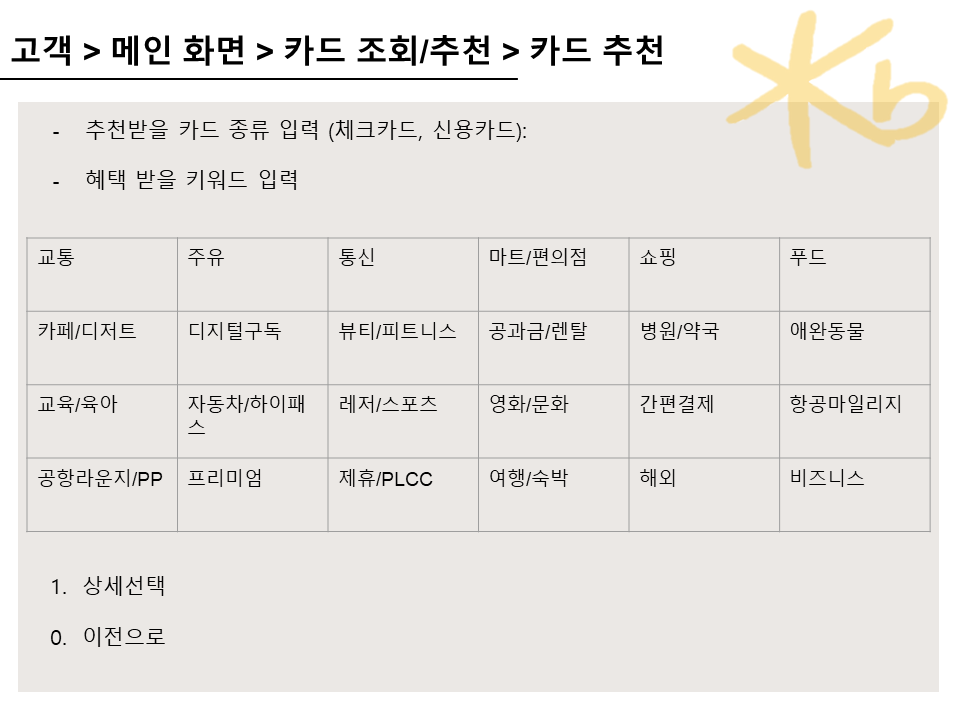 고객 > 메인 화면 > 카드 조회/추천 > 카드 추천
- 추천받을 카드 종류 입력 (체크카드, 신용카드):
- 혜택 받을 키워드 입력
교통 주유 통신 마트/편의점 쇼핑 푸드
카페/디저트 디지털구독 뷰티/피트니스 공과금/렌탈 병원/약국 애완동물
교육/육아 자동차/하이패스 레저/스포츠 영화/문화 간편결제 항공마일리지
공항라운지/PP 프리미엄 제휴/PLCC 여행/숙박 해외 비즈니스
1. 상세선택
0. 이전으로